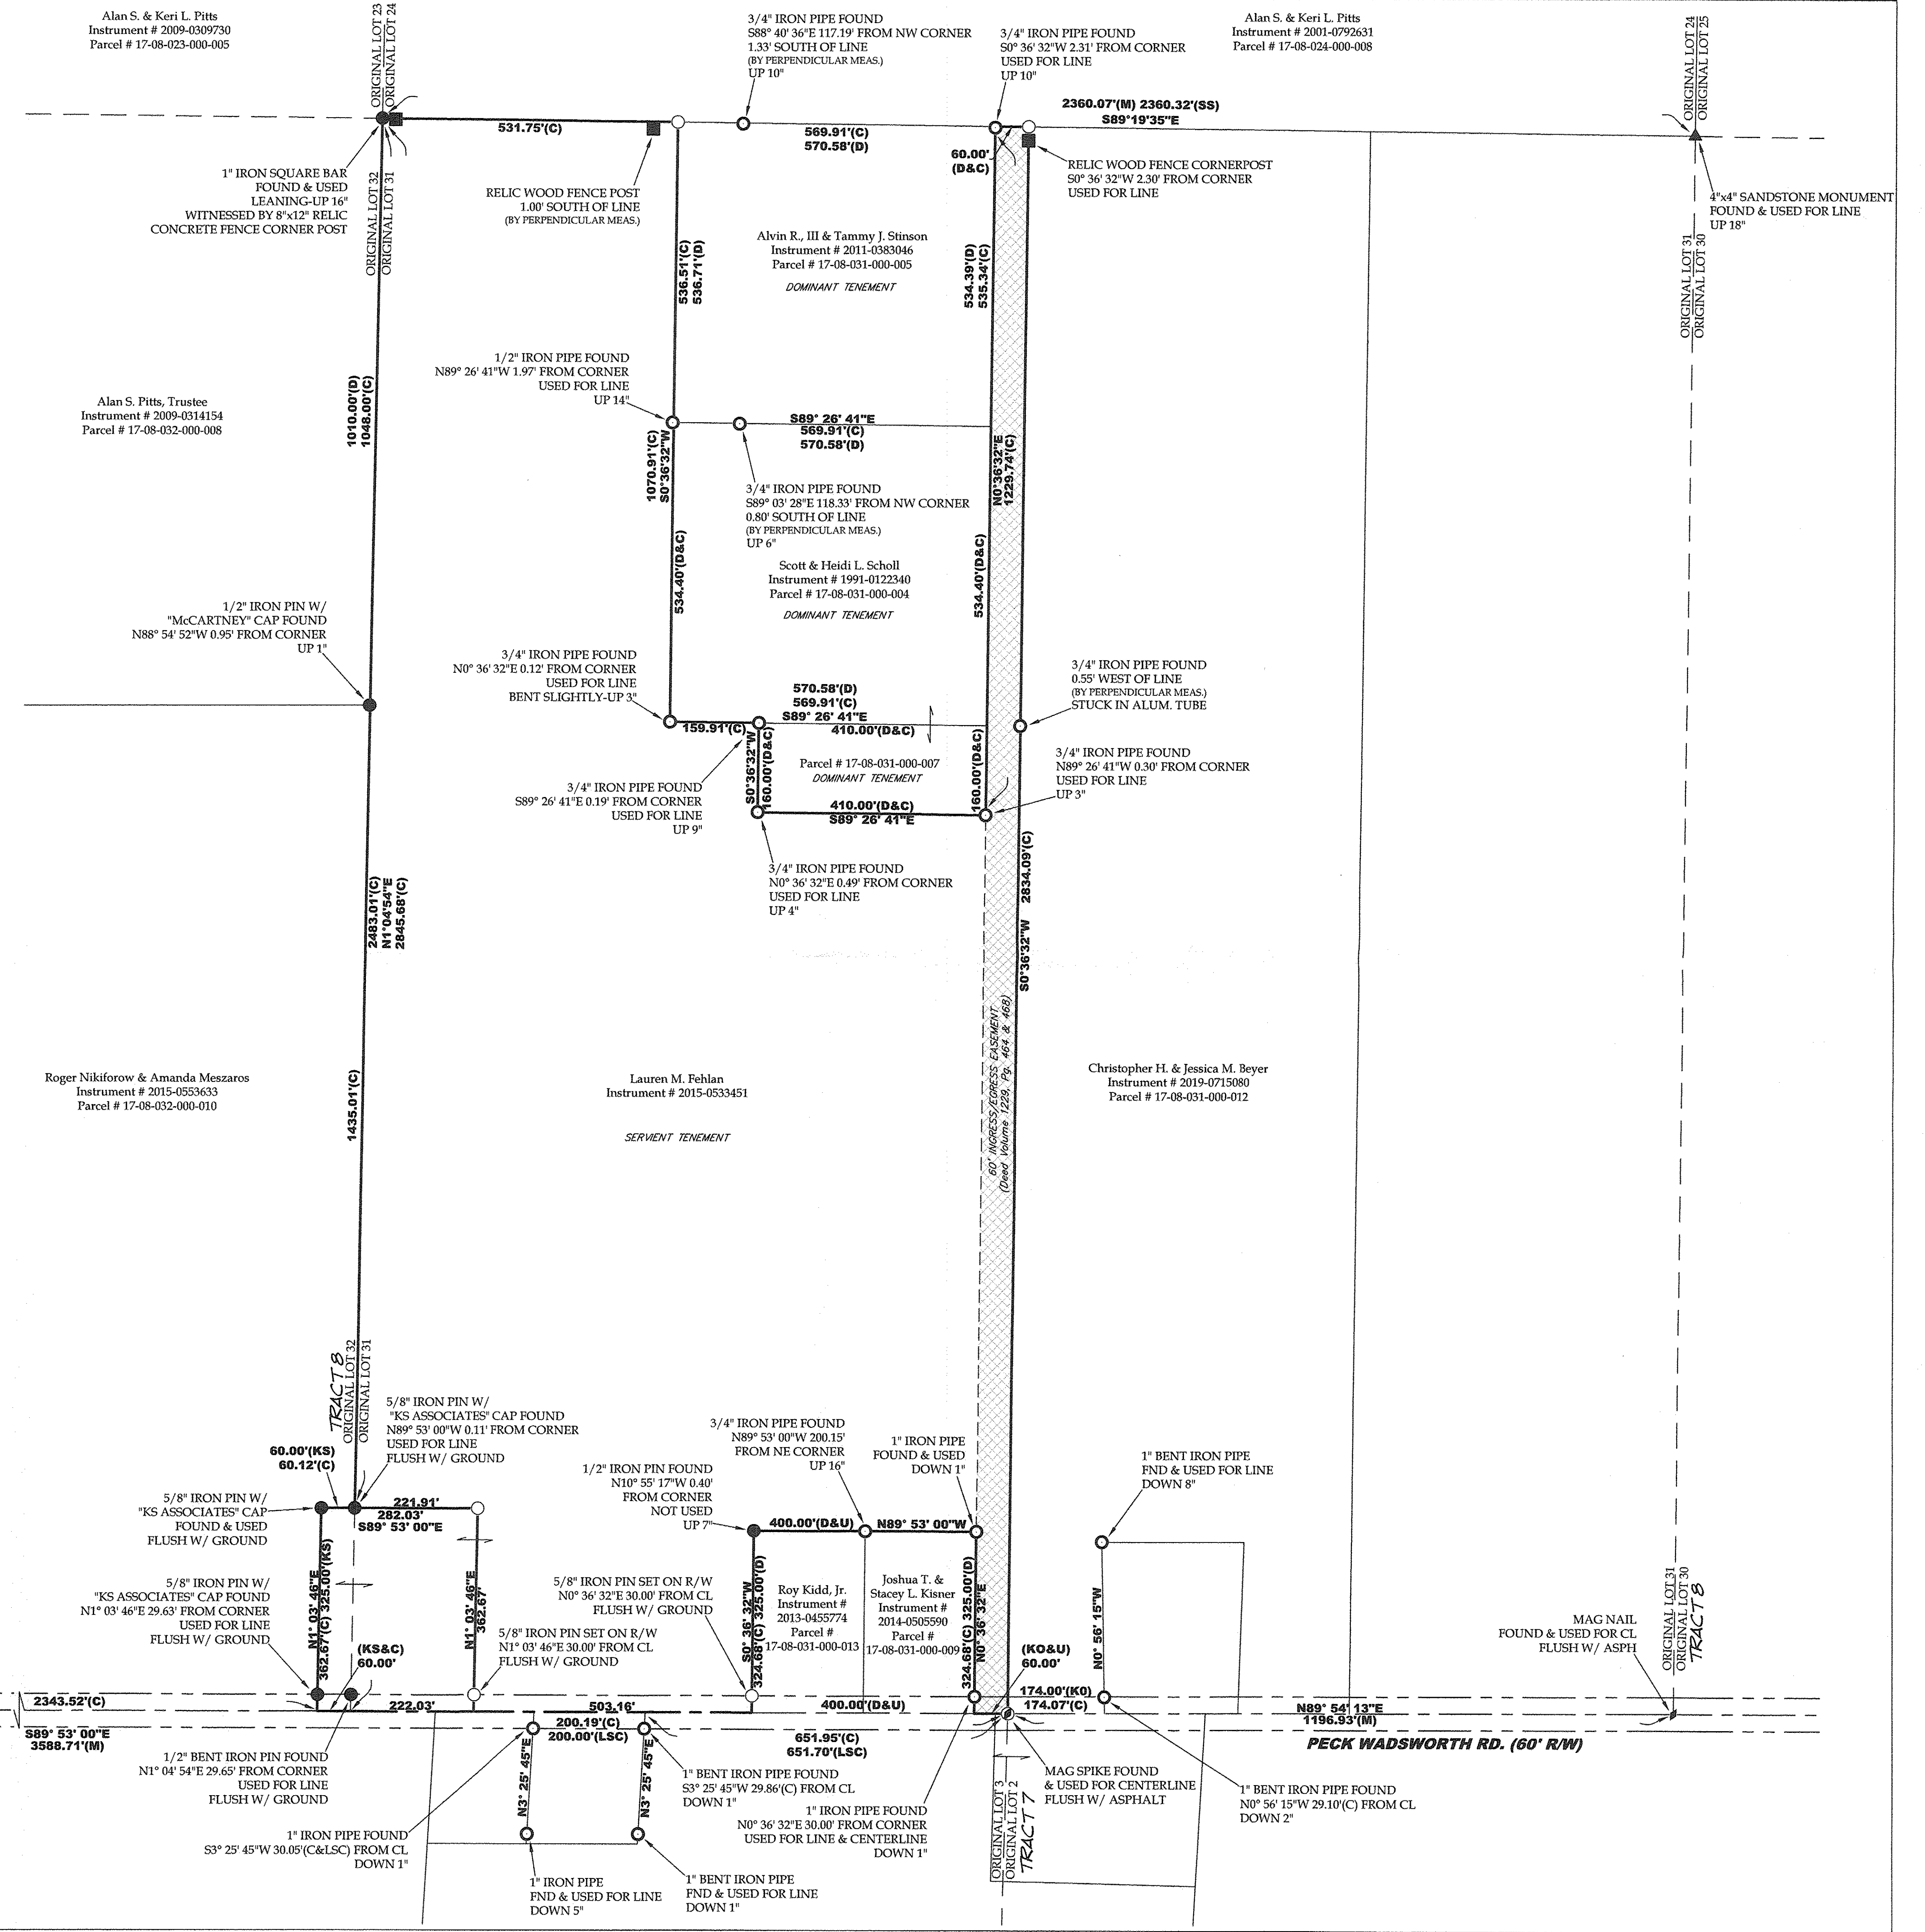 Alan S. & Keri L. Pitts
Instrument # 2009-0309730
Parcel # 17-08-023-000-005
ORIGINAL LOT 23
ORIGINAL LOT 24
3/4" IRON PIPE FOUND
S88° 40' 36"E 117.19' FROM NW CORNER
1.33' SOUTH OF LINE
(BY PERPENDICULAR MEAS.)
UP 10"
3/4" IRON PIPE FOUND
S0° 36' 32"W 2.31' FROM CORNER
USED FOR LINE
UP 10"
Alan S. & Keri L. Pitts
Instrument # 2001-0792631
Parcel # 17-08-024-000-008
ORIGINAL LOT 24
ORIGINAL LOT 25
2360.07'(M) 2360.32'(SS)
S89°19'35"E
531.75'(C)
569.91'(C)
570.58'(D)
60.00'
(D&C)
1" IRON SQUARE BAR
FOUND & USED
LEANING-UP 16"
WITNESSED BY 8"x12" RELIC
CONCRETE FENCE CORNER POST
ORIGINAL LOT 32
ORIGINAL LOT 31
RELIC WOOD FENCE POST
1.00' SOUTH OF LINE
(BY PERPENDICULAR MEAS.)
RELIC WOOD FENCE CORNERPOST
S0° 36' 32"W 2.30' FROM CORNER
USED FOR LINE
4"x4" SANDSTONE MONUMENT
FOUND & USED FOR LINE
UP 18"
ORIGINAL LOT 31
ORIGINAL LOT 30
Alvin R., III & Tammy J. Stinson
Instrument # 2011-0383046
Parcel # 17-08-031-000-005
DOMINANT TENEMENT
536.51'(C)
536.71'(D)
534.39'(D)
535.34'(C)
1/2" IRON PIPE FOUND
N89° 26' 41"W 1.97' FROM CORNER
USED FOR LINE
UP 14"
Alan S. Pitts, Trustee
Instrument # 2009-0314154
Parcel # 17-08-032-000-008
1010.00'(D)
1048.00'(C)
S89° 26' 41"E
569.91'(C)
570.58'(D)
1070.91'(C)
S0°36'32"W
N0°36'32"E
1229.74'(C)
3/4" IRON PIPE FOUND
S89° 03' 28"E 118.33' FROM NW CORNER
0.80' SOUTH OF LINE
(BY PERPENDICULAR MEAS.)
UP 6"
Scott & Heidi L. Scholl
Instrument # 1991-0122340
Parcel # 17-08-031-000-004
DOMINANT TENEMENT
534.40'(D&C)
534.40'(D&C)
1/2" IRON PIN W/
"McCARTNEY" CAP FOUND
N88° 54' 52"W 0.95' FROM CORNER
UP 1"
3/4" IRON PIPE FOUND
N0° 36' 32"E 0.12' FROM CORNER
USED FOR LINE
BENT SLIGHTLY-UP 3"
3/4" IRON PIPE FOUND
0.55' WEST OF LINE
(BY PERPENDICULAR MEAS.)
STUCK IN ALUM. TUBE
570.58'(D)
569.91'(C)
S89° 26' 41"E
159.91'(C)
410.00'(D&C)
S0°36'32"W
160.00'(D&C)
160.00'(D&C)
Parcel # 17-08-031-000-007
DOMINANT TENEMENT
3/4" IRON PIPE FOUND
N89° 26' 41"W 0.30' FROM CORNER
USED FOR LINE
UP 3"
3/4" IRON PIPE FOUND
S89° 26' 41"E 0.19' FROM CORNER
USED FOR LINE
UP 9"
410.00'(D&C)
S89° 26' 41"E
3/4" IRON PIPE FOUND
N0° 36' 32"E 0.49' FROM CORNER
USED FOR LINE
UP 4"
2483.01'(C)
N1°04'54"E
2845.68'(C)
S0°36'32"W 2834.09'(C)
60' INGRESS/EGRESS EASEMENT
(Deed Volume 1229, Pg. 464 & 468)
Roger Nikiforow & Amanda Meszaros
Instrument # 2015-0553633
Parcel # 17-08-032-000-010
1435.01'(C)
Lauren M. Fehlan
Instrument # 2015-0533451
SERVIENT TENEMENT
Christopher H. & Jessica M. Beyer
Instrument # 2019-0715080
Parcel # 17-08-031-000-012
TRACT 8
ORIGINAL LOT 32
ORIGINAL LOT 31
5/8" IRON PIN W/
"KS ASSOCIATES" CAP FOUND
N89° 53' 00"W 0.11' FROM CORNER
USED FOR LINE
FLUSH W/ GROUND
60.00'(KS)
60.12'(C)
3/4" IRON PIPE FOUND
N89° 53' 00"W 200.15'
FROM NE CORNER
UP 16"
1" IRON PIPE
FOUND & USED
DOWN 1"
1" BENT IRON PIPE
FND & USED FOR LINE
DOWN 8"
1/2" IRON PIN FOUND
N10° 55' 17"W 0.40'
FROM CORNER
NOT USED
UP 7"
5/8" IRON PIN W/
"KS ASSOCIATES" CAP
FOUND & USED
FLUSH W/ GROUND
221.91'
282.03'
S89° 53' 00"E
400.00'(D&U)
N89° 53' 00"W
N1° 03' 46"E
362.67'(C) 325.00'(KS)
N1° 03' 46"E
362.67'
5/8" IRON PIN W/
"KS ASSOCIATES" CAP FOUND
N1° 03' 46"E 29.63' FROM CORNER
USED FOR LINE
FLUSH W/ GROUND
5/8" IRON PIN SET ON R/W
N0° 36' 32"E 30.00' FROM CL
FLUSH W/ GROUND
S0° 36' 32"W
324.68'(C) 325.00'(D)
Roy Kidd, Jr.
Instrument #
2013-0455774
Parcel #
17-08-031-000-013
Joshua T. &
Stacey L. Kisner
Instrument #
2014-0505590
Parcel #
17-08-031-000-009
324.68'(C) 325.00'(D)
N0° 36' 32"E
N0° 56' 15"W
MAG NAIL
FOUND & USED FOR CL
FLUSH W/ ASPH
ORIGINAL LOT 31
ORIGINAL LOT 30
TRACT 8
5/8" IRON PIN SET ON R/W
N1° 03' 46"E 30.00' FROM CL
FLUSH W/ GROUND
(KS&C)
60.00'
(KO&U)
60.00'
2343.52'(C)
222.03'
503.16'
400.00'(D&U)
174.00'(KO)
174.07'(C)
N89° 54' 13"E
1196.93'(M)
S89° 53' 00"E
3588.71'(M)
200.19'(C)
200.00'(LSC)
651.95'(C)
651.70'(LSC)
PECK WADSWORTH RD. (60' R/W)
1/2" BENT IRON PIN FOUND
N1° 04' 54"E 29.65' FROM CORNER
USED FOR LINE
FLUSH W/ GROUND
N3° 25' 45"E
N3° 25' 45"E
1" BENT IRON PIPE FOUND
S3° 25' 45"W 29.86'(C) FROM CL
DOWN 1"
MAG SPIKE FOUND
& USED FOR CENTERLINE
FLUSH W/ ASPHALT
1" BENT IRON PIPE FOUND
N0° 56' 15"W 29.10'(C) FROM CL
DOWN 2"
1" IRON PIPE FOUND
S3° 25' 45"W 30.05'(C&LSC) FROM CL
DOWN 1"
1" IRON PIPE FOUND
N0° 36' 32"E 30.00' FROM CORNER
USED FOR LINE & CENTERLINE
DOWN 1"
ORIGINAL LOT 3
ORIGINAL LOT 2
TRACT 7
1" IRON PIPE
FND & USED FOR LINE
DOWN 5"
1" BENT IRON PIPE
FND & USED FOR LINE
DOWN 1"